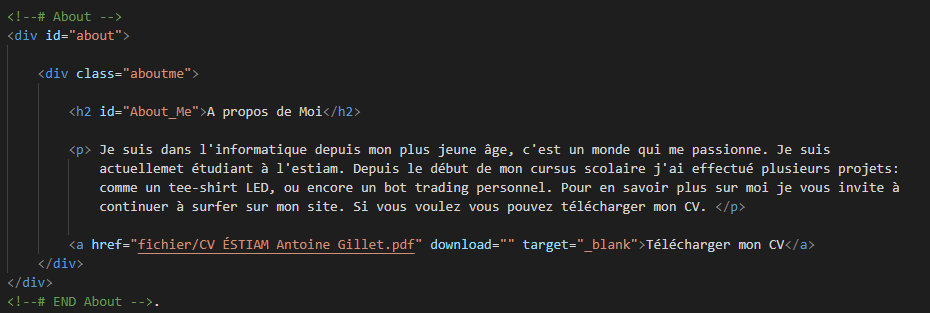 <!--# About -->
<div id="about">
<div class="aboutme">
<h2 id="About_Me">A propos de Moi</h2>
<p> Je suis dans l'informatique depuis mon plus jeune âge, c'est un monde qui me passionne. Je suis
actuellemet étudiant à l'estiam. Depuis le début de mon cursus scolaire j'ai effectué plusieurs projets:
comme un tee-shirt LED, ou encore un bot trading personnel. Pour en savoir plus sur moi je vous invite à
continuer à surfer sur mon site. Si vous voulez vous pouvez télécharger mon CV. </p>
<a href="fichier/CV ÉSTIAM Antoine Gillet.pdf" download="" target="_blank">Télécharger mon CV</a>
</div>
</div>
<!--# END About -->.